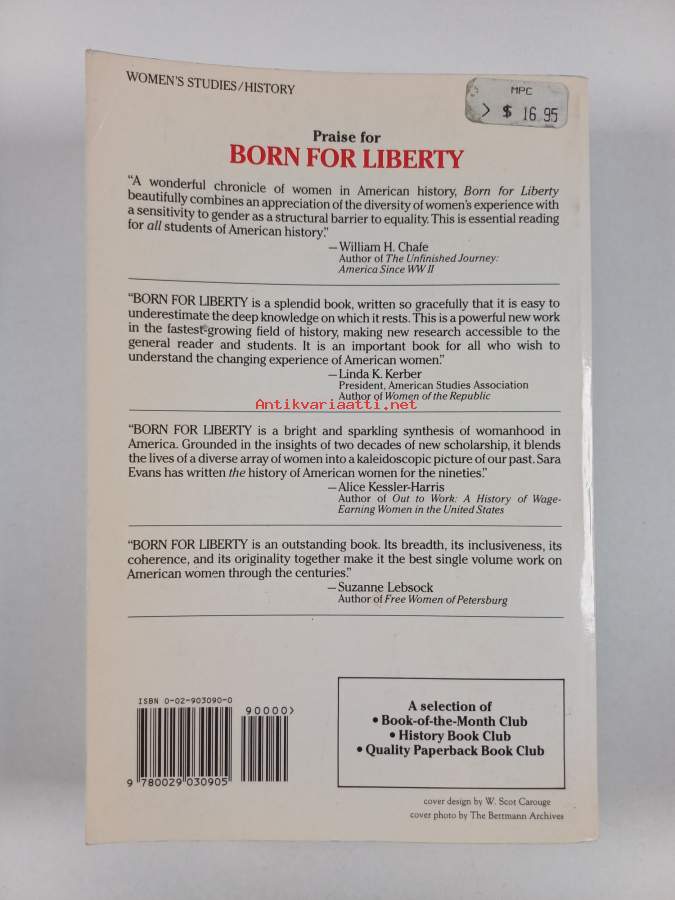 WOMEN'S STUDIES/HISTORY
MPC
> $ 16.95
Praise for
BORN FOR LIBERTY
“A wonderful chronicle of women in American history, Born for Liberty
beautifully combines an appreciation of the diversity of women's experience with
a sensitivity to gender as a structural barrier to equality. This is essential reading
for all students of American history.”
—William H. Chafe
Author of The Unfinished Journey:
America Since WW II
“BORN FOR LIBERTY is a splendid book, written so gracefully that it is easy to
underestimate the deep knowledge on which it rests. This is a powerful new work
in the fastest-growing field of history, making new research accessible to the
general reader and students. It is an important book for all who wish to
understand the changing experience of American women.”
—Linda K. Kerber
President, American Studies Association
Author of Women of the Republic
Antikvariaatti.net
“BORN FOR LIBERTY is a bright and sparkling synthesis of womanhood in
America. Grounded in the insights of two decades of new scholarship, it blends
the lives of a diverse array of women into a kaleidoscopic picture of our past. Sara
Evans has written the history of American women for the nineties.”
—Alice Kessler-Harris
Author of Out to Work: A History of Wage-
Earning Women in the United States
“BORN FOR LIBERTY is an outstanding book. Its breadth, its inclusiveness, its
coherence, and its originality together make it the best single volume work on
American women through the centuries.”
—Suzanne Lebsock
Author of Free Women of Petersburg
ISBN 0-02-903090-0
90000>
9 780029 030905
A selection of
• Book-of-the-Month Club
• History Book Club
• Quality Paperback Book Club
cover design by W. Scot Carouge
cover photo by The Bettmann Archives